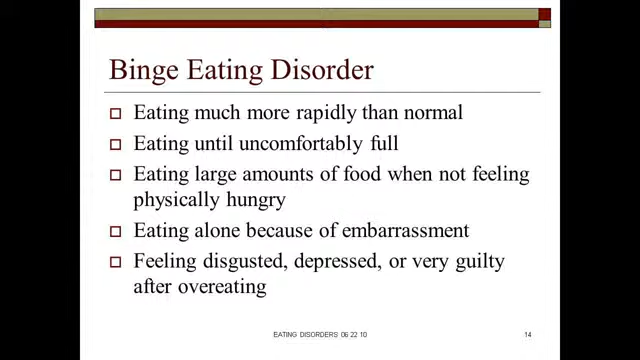 Binge Eating Disorder
Eating much more rapidly than normal
Eating until uncomfortably full
Eating large amounts of food when not feeling
physically hungry
Eating alone because of embarrassment
Feeling disgusted, depressed, or very guilty
after overeating
EATING DISORDERS 06 22 10
14